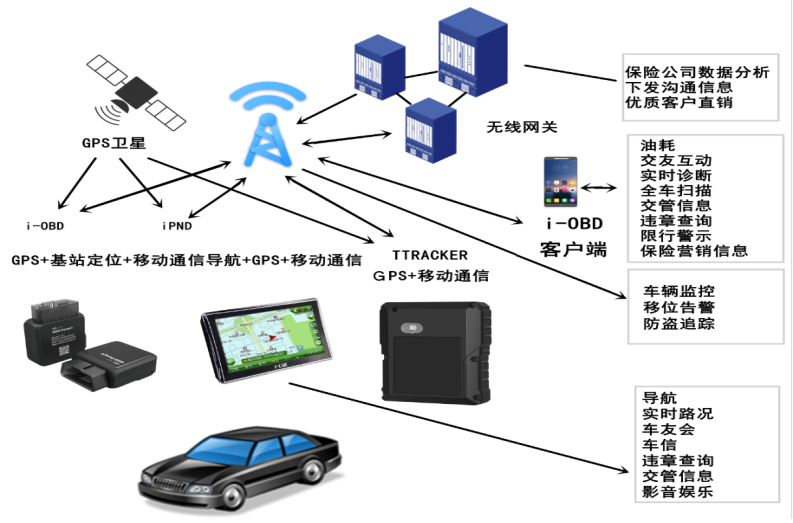 保险公司数据分析
下发沟通信息
优质客户直销
无线网关
GPS卫星
油耗
交友互动
实时诊断
全车扫描
交管信息
违章查询
限行警示
保险营销信息
i-OBD
客户端
i-OBD
iPND
GPS+基站定位+移动通信导航+GPS+移动通信
TTRACKER
GPS+移动通信
车辆监控
移位告警
防盗追踪
i-CAR
导航
实时路况
车友会
车信
违章查询
交管信息
影音娱乐